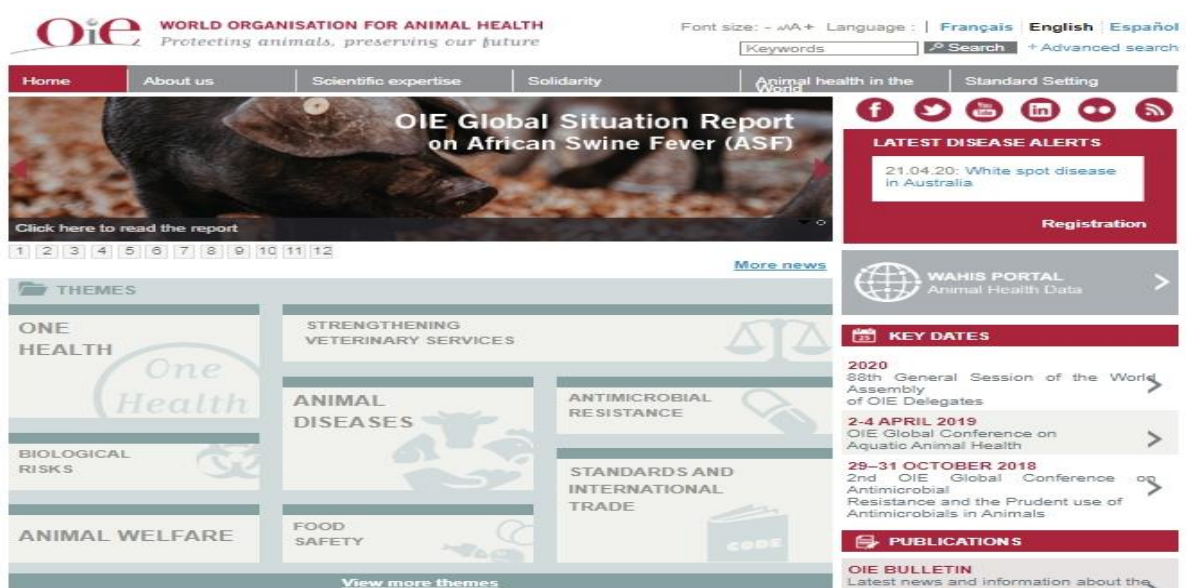 Oie WORLD ORGANISATION FOR ANIMAL HEALTH
Protecting animals, preserving our future
Font size: - AAA + Language : | Français English Español
Keywords Search + Advanced search
Home About us Scientific expertise Solidarity Animal health in the World Standard Setting
OIE Global Situation Report
on African Swine Fever (ASF)
Click here to read the report
1 2 3 4 5 6 7 8 9 10 11 12
More news
THEMES
ONE
HEALTH
One
Health
STRENGTHENING
VETERINARY SERVICES
ANIMAL
DISEASES
ANTIMICROBIAL
RESISTANCE
BIOLOGICAL
RISKS
STANDARDS AND
INTERNATIONAL
TRADE
CODE
ANIMAL WELFARE
FOOD
SAFETY
View more themes
f You Tube in
LATEST DISEASE ALERTS
21.04.20: White spot disease
in Australia
Registration
WAHIS PORTAL
Animal Health Data
25 KEY DATES
2020
88th General Session of the World
Assembly
of OIE Delegates
2-4 APRIL 2019
OIE Global Conference on
Aquatic Animal Health
29–31 OCTOBER 2018
2nd OIE Global Conference on
Antimicrobial
Resistance and the Prudent use of
Antimicrobials in Animals
PUBLICATIONS
OIE BULLETIN
Latest news and information about the